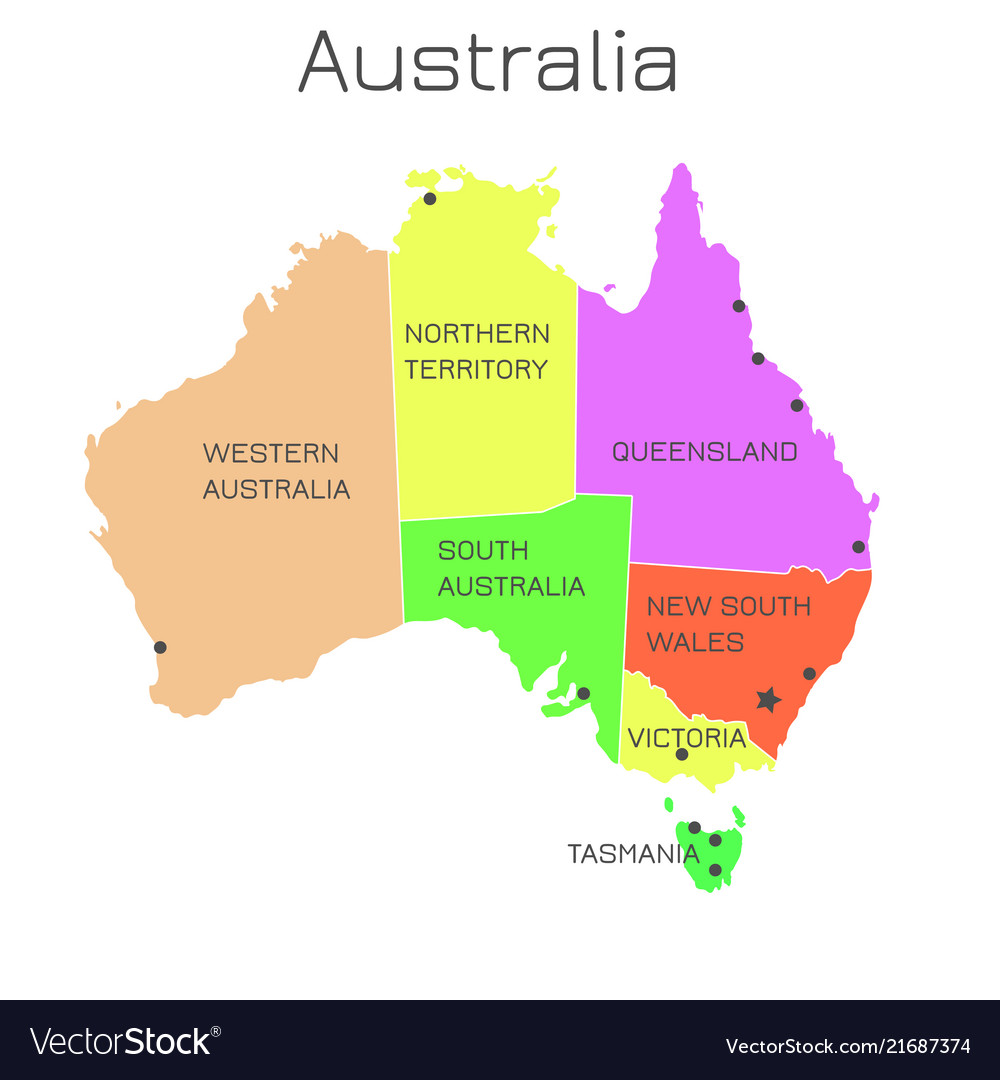 Australia
NORTHERN
TERRITORY
WESTERN
AUSTRALIA
QUEENSLAND
SOUTH
AUSTRALIA
NEW SOUTH
WALES
VICTORIA
TASMANIA
VectorStock®
VectorStock.com/21687374